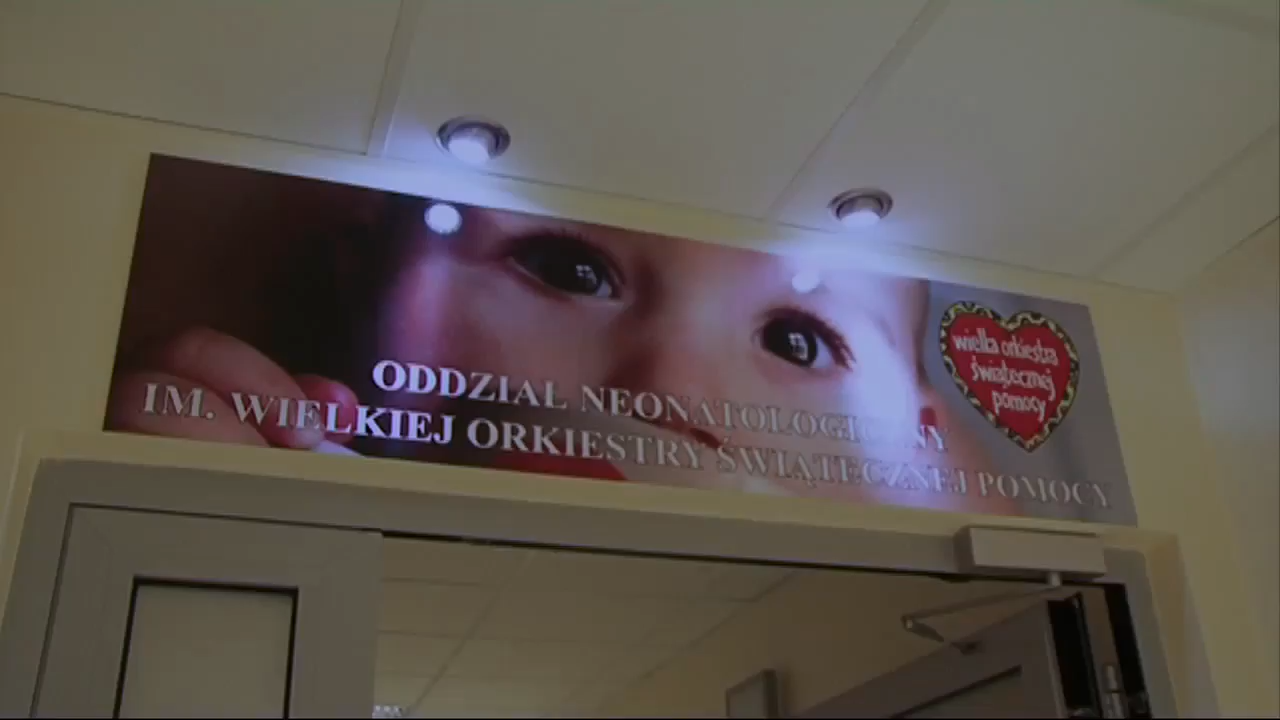 ODDZIAŁ NEONATOLOGICZNY
IM. WIELKIEJ ORKIESTRY ŚWIĄTECZNEJ POMOCY
wielka orkiestra
świątecznej
pomocy